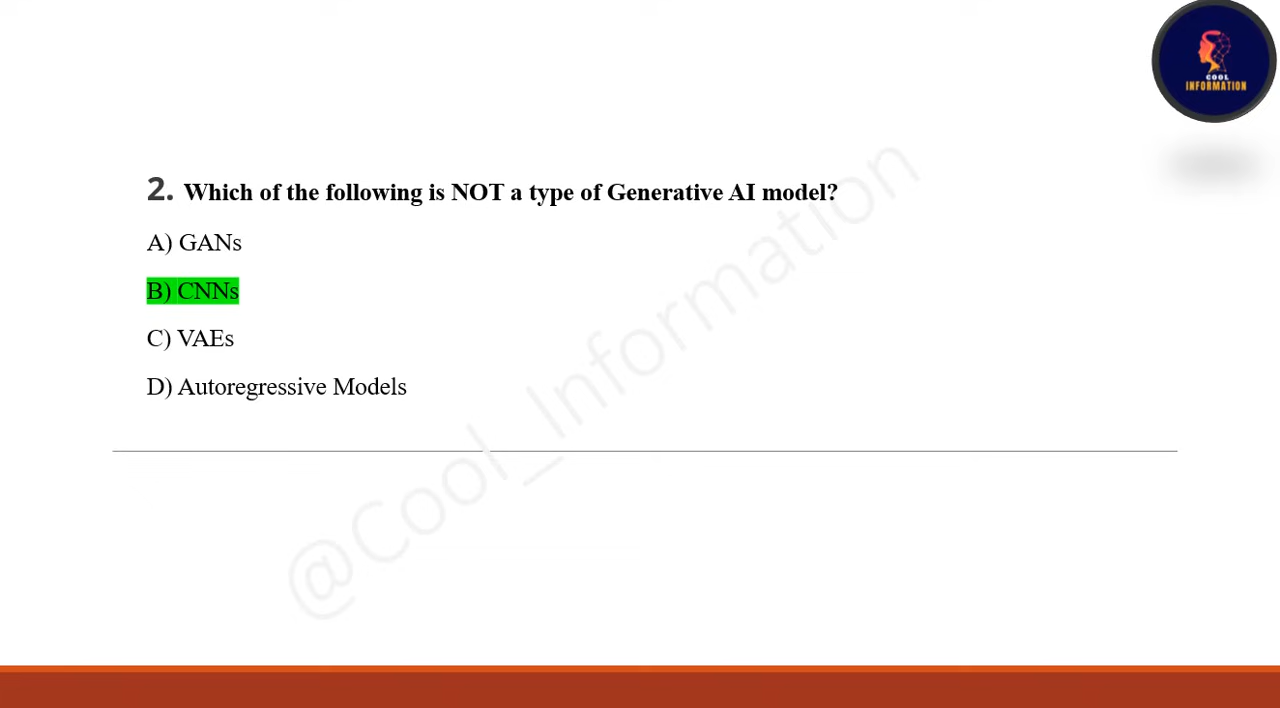 COOL
INFORMATION
2. Which of the following is NOT a type of Generative AI model?
A) GANs
B) CNNs
C) VAEs
D) Autoregressive Models
@Cool_Information